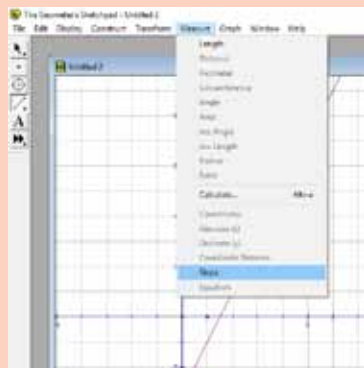 The Geometer's Sketchpad - Untitled 2
File Edit Display Construct Transform Measure Graph Window Help
Untitled 2
Length
Distance
Perimeter
Circumference
Angle
Area
Arc Angle
Arc Length
Radius
Ratio
Calculate...
Coordinates
Abscissa (x)
Ordinate (y)
Coordinate Distance
Slope
Equation
A